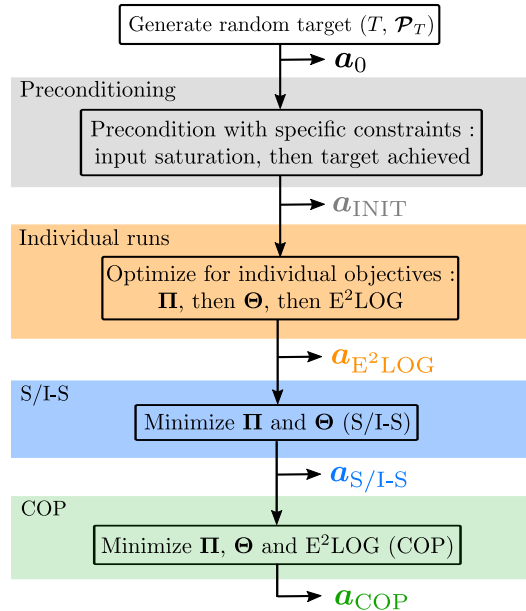 Generate random target (T, 𝓟_T)
a_0
Preconditioning
Precondition with specific constraints :
input saturation, then target achieved
a_INIT
Individual runs
Optimize for individual objectives :
Π, then Θ, then E²LOG
a_E²LOG
S/I-S
Minimize Π and Θ (S/I-S)
a_S/I-S
COP
Minimize Π, Θ and E²LOG (COP)
a_COP